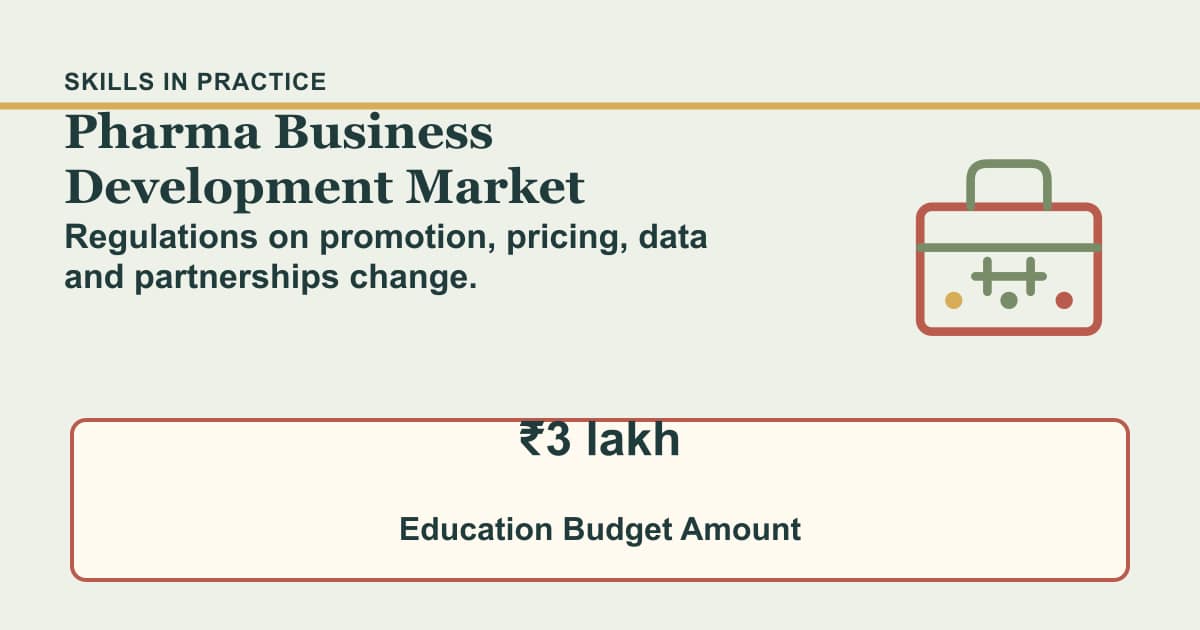 SKILLS IN PRACTICE
Pharma Business
Development Market
Regulations on promotion, pricing, data
and partnerships change.
₹3 lakh
Education Budget Amount